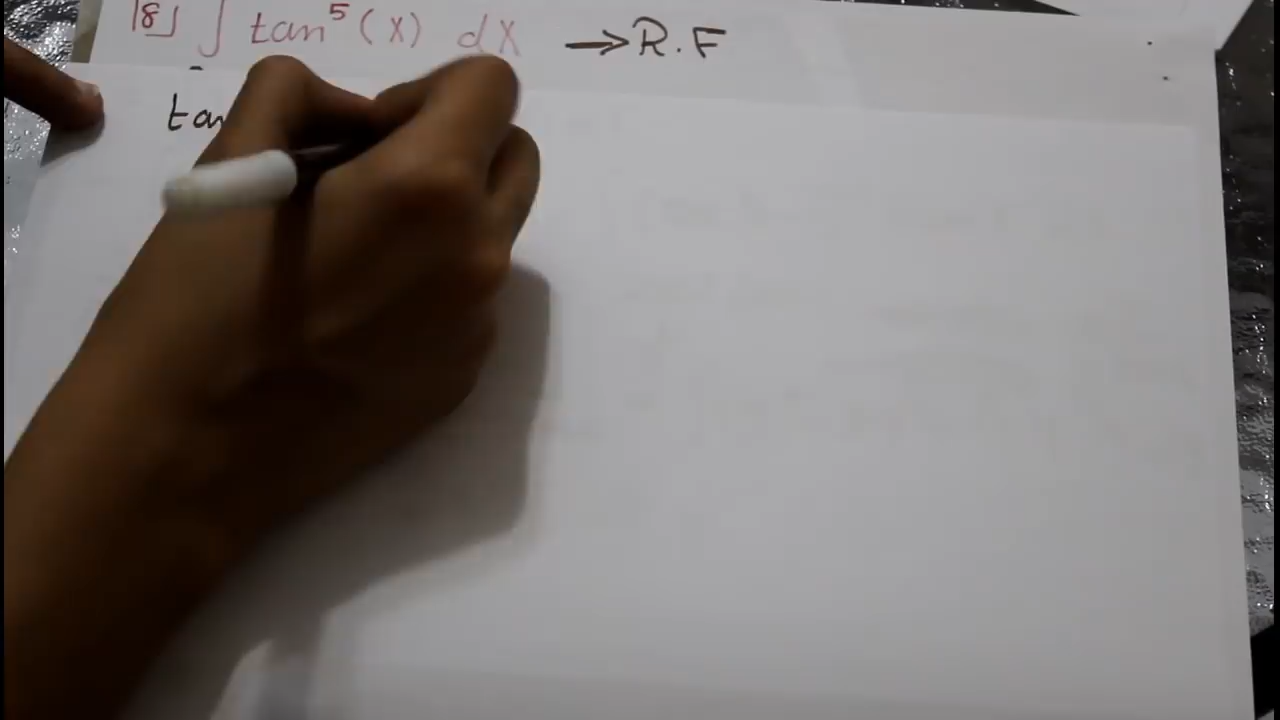 18] ∫ tan⁵(x) dx → R.F
tan